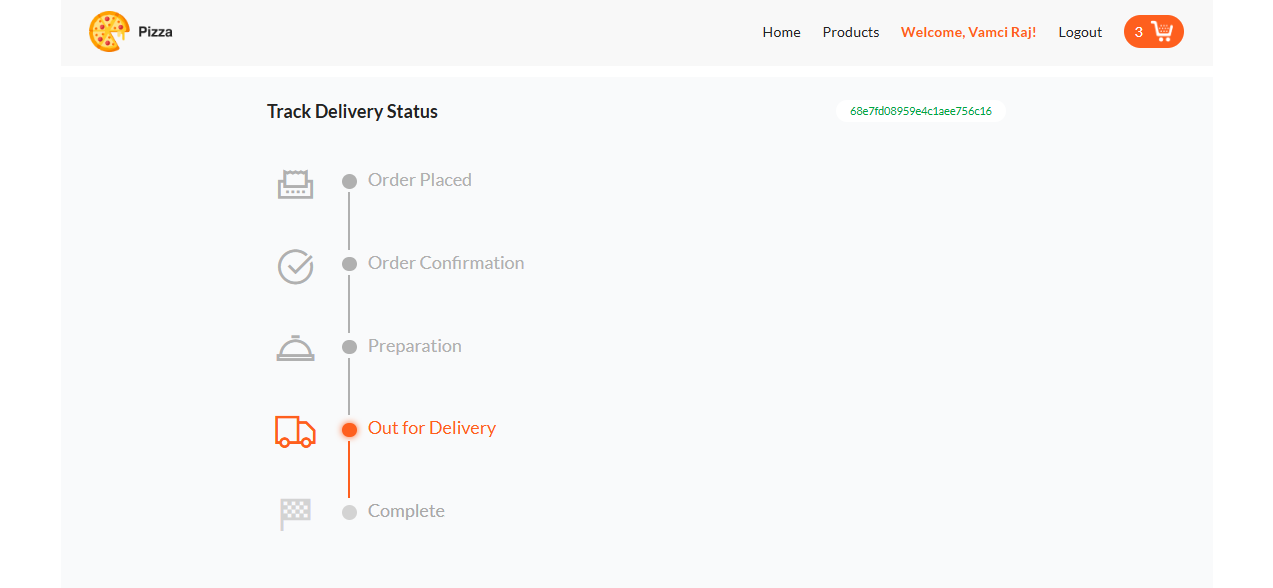 Pizza
Home Products Welcome, Vamci Raj! Logout 3
Track Delivery Status 68e7fd08959e4c1aee756c16
Order Placed
Order Confirmation
Preparation
Out for Delivery
Complete